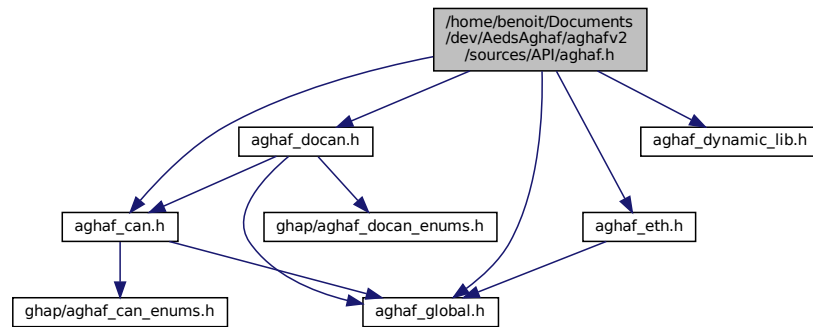 /home/benoit/Documents
/dev/AedsAghaf/aghafv2
/sources/API/aghaf.h
aghaf_docan.h
aghaf_dynamic_lib.h
aghaf_can.h
ghap/aghaf_docan_enums.h
aghaf_eth.h
ghap/aghaf_can_enums.h
aghaf_global.h